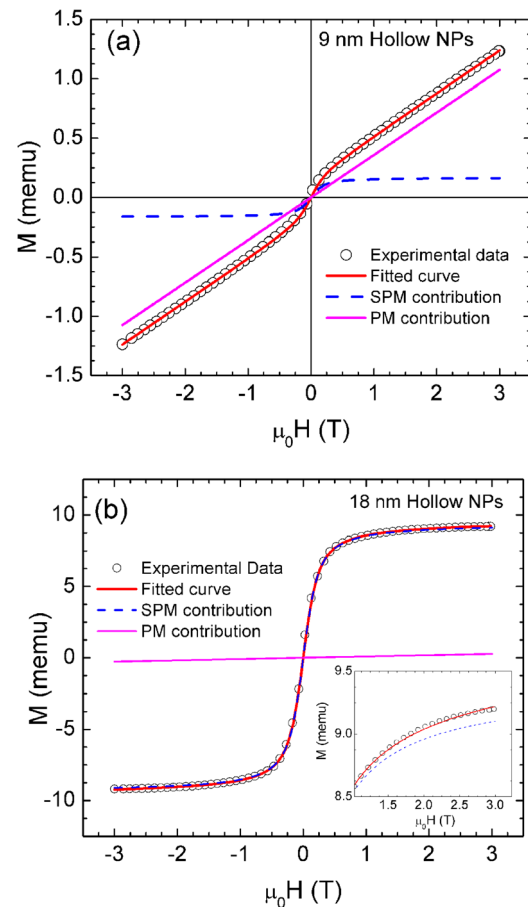 (a)
9 nm Hollow NPs
1.5
1.0
0.5
0.0
-0.5
-1.0
-1.5
M (memu)
Experimental data
Fitted curve
SPM contribution
PM contribution
-3 -2 -1 0 1 2 3
μ₀H (T)
(b)
18 nm Hollow NPs
10
5
0
-5
-10
M (memu)
Experimental Data
Fitted curve
SPM contribution
PM contribution
9.5
9.0
8.5
M (memu)
1.5 2.0 2.5 3.0
μ₀H (T)
-3 -2 -1 0 1 2 3
μ₀H (T)